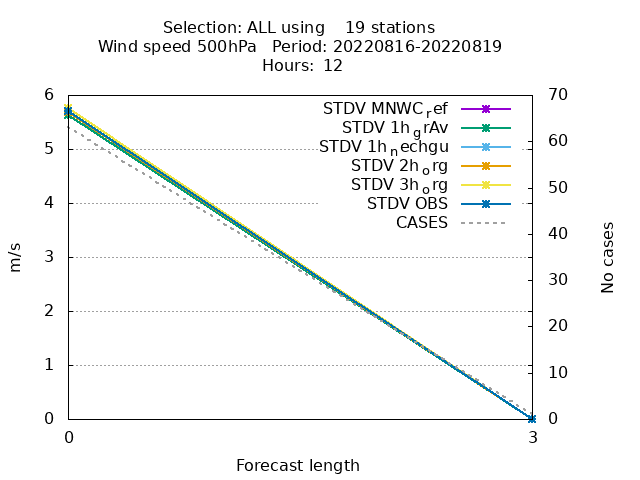 Selection: ALL using 19 stations
Wind speed 500hPa Period: 20220816-20220819
Hours: 12
STDV MNWC_ref
STDV 1h_grAv
STDV 1h_nechgu
STDV 2h_org
STDV 3h_org
STDV OBS
CASES
m/s
6
5
4
3
2
1
0
No cases
70
60
50
40
30
20
10
0
0 3
Forecast length